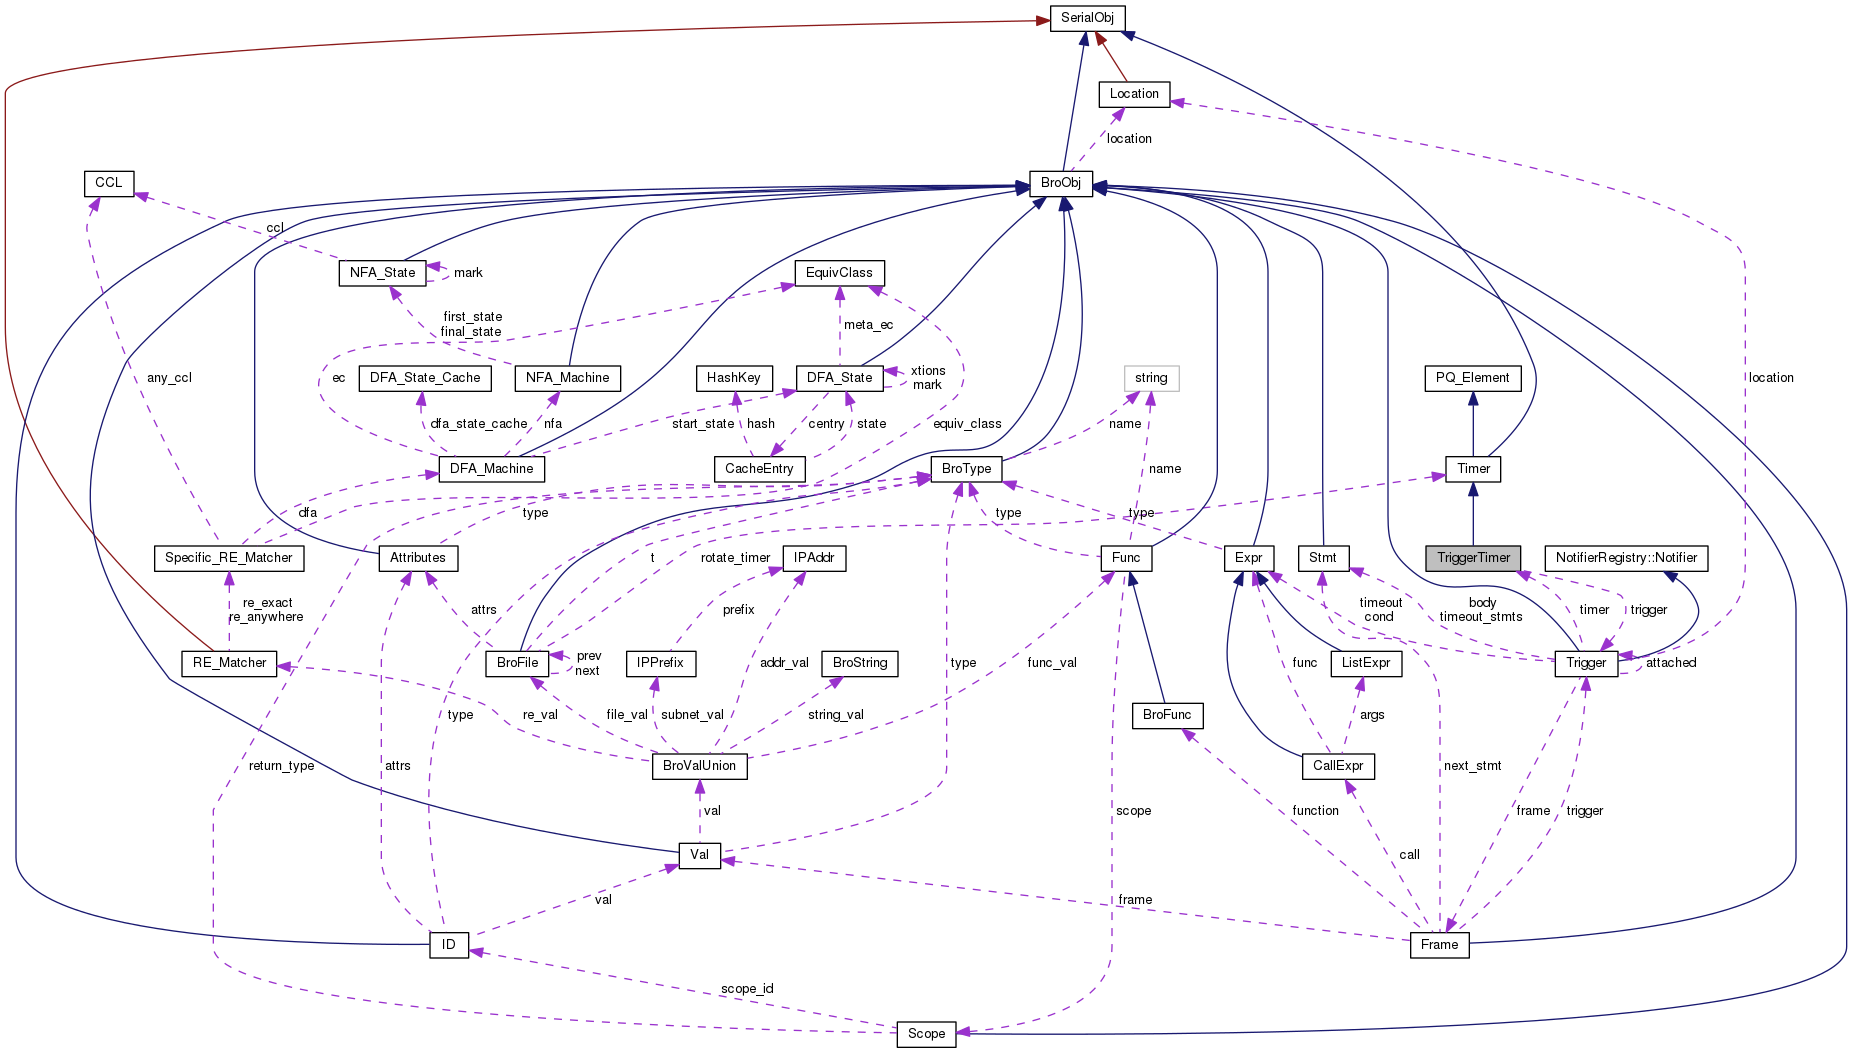 SerialObj
Location
location
CCL
BroObj
ccl
NFA_State
mark
EquivClass
first_state
final_state
meta_ec
any_ccl
ec
DFA_State_Cache
NFA_Machine
HashKey
DFA_State
xtions
mark
string
PQ_Element
location
dfa_state_cache
nfa
start_state
hash
centry
state
equiv_class
name
DFA_Machine
CacheEntry
BroType
name
Timer
dfa
type
type
type
Specific_RE_Matcher
Attributes
t
rotate_timer
IPAddr
Func
Expr
Stmt
TriggerTimer
NotifierRegistry::Notifier
re_exact
re_anywhere
attrs
prefix
timeout
cond
body
timeout_stmts
timer
trigger
RE_Matcher
BroFile
prev
next
IPPrefix
addr_val
BroString
func_val
func
ListExpr
Trigger
attached
type
re_val
file_val
subnet_val
string_val
type
BroFunc
args
return_type
attrs
BroValUnion
CallExpr
next_stmt
val
scope
function
frame
trigger
Val
call
val
frame
ID
Frame
scope_id
Scope